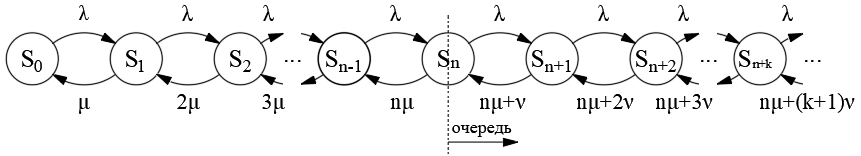 λ λ λ λ λ λ λ λ
S0 S1 S2 ... Sn-1 Sn Sn+1 Sn+2 ... Sn+k ...
μ 2μ 3μ nμ nμ+ν nμ+2ν nμ+3ν nμ+(k+1)ν
очередь